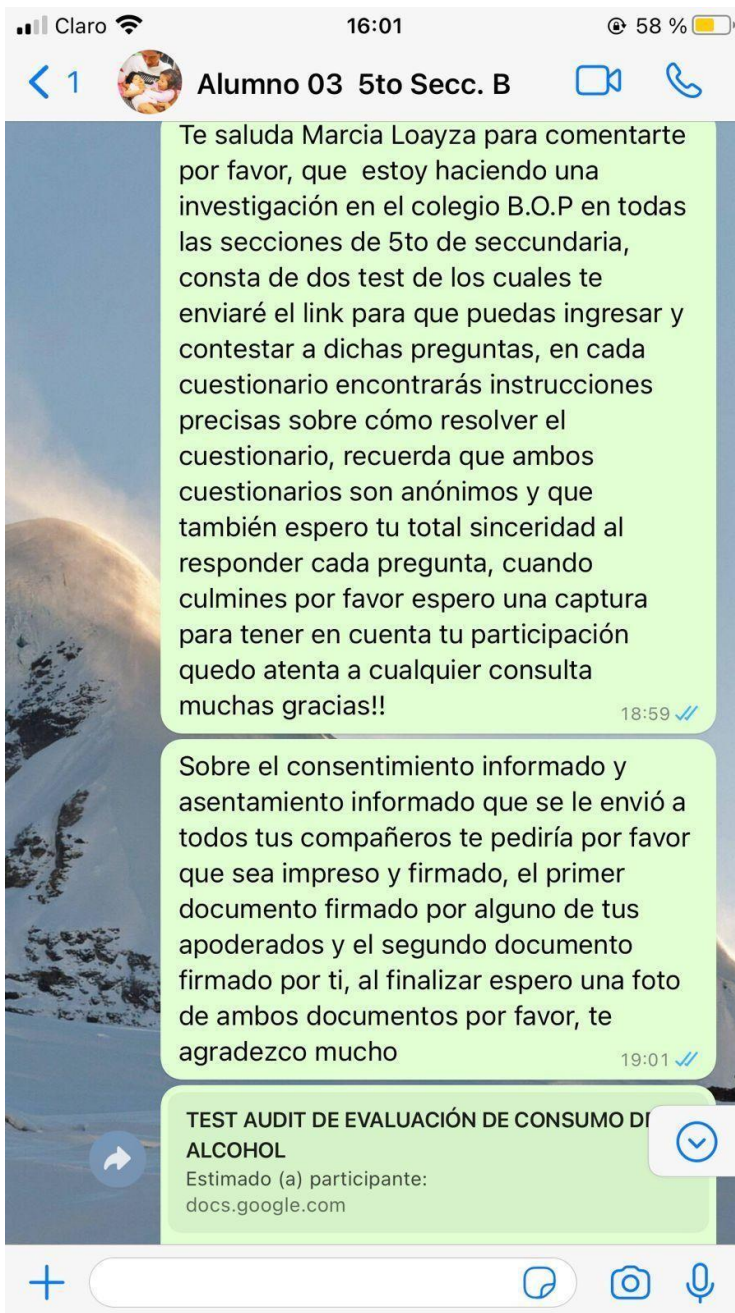 Claro
16:01
58 %
1
Alumno 03 5to Secc. B
Te saluda Marcia Loayza para comentarte
por favor, que estoy haciendo una
investigación en el colegio B.O.P en todas
las secciones de 5to de seccundaria,
consta de dos test de los cuales te
enviaré el link para que puedas ingresar y
contestar a dichas preguntas, en cada
cuestionario encontrarás instrucciones
precisas sobre cómo resolver el
cuestionario, recuerda que ambos
cuestionarios son anónimos y que
también espero tu total sinceridad al
responder cada pregunta, cuando
culmines por favor espero una captura
para tener en cuenta tu participación
quedo atenta a cualquier consulta
muchas gracias!!
18:59
Sobre el consentimiento informado y
asentamiento informado que se le envió a
todos tus compañeros te pediría por favor
que sea impreso y firmado, el primer
documento firmado por alguno de tus
apoderados y el segundo documento
firmado por ti, al finalizar espero una foto
de ambos documentos por favor, te
agradezco mucho
19:01
TEST AUDIT DE EVALUACIÓN DE CONSUMO DE
ALCOHOL
Estimado (a) participante:
docs.google.com